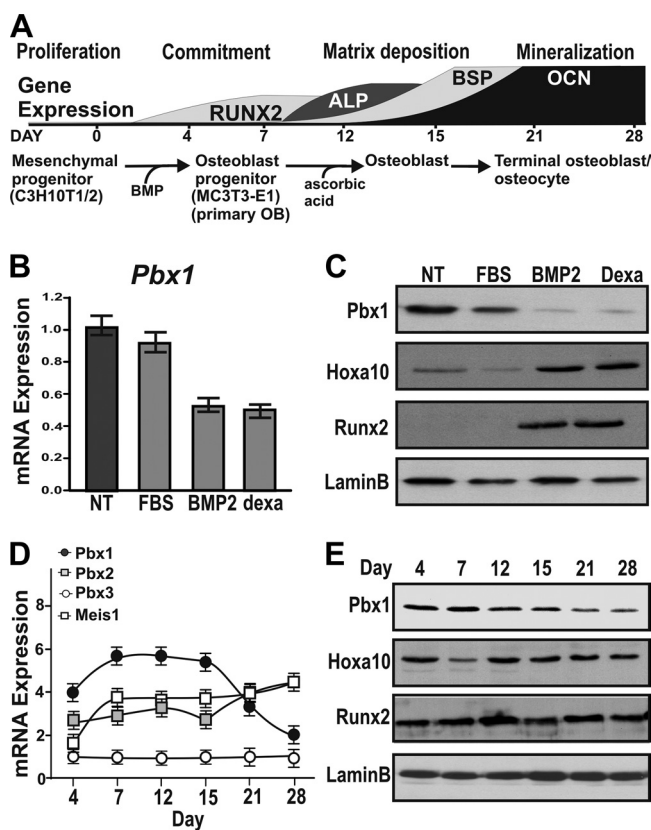 A
Proliferation Commitment Matrix deposition Mineralization
Gene
Expression
RUNX2 ALP BSP OCN
DAY 0 4 7 12 15 21 28
Mesenchymal
progenitor
(C3H10T1/2)
BMP
Osteoblast
progenitor
(MC3T3-E1)
(primary OB)
ascorbic
acid
Osteoblast
Terminal osteoblast/
osteocyte
B
Pbx1
mRNA Expression
1.2
1.0
0.8
0.6
0.4
0.2
0.0
NT FBS BMP2 dexa
C
NT FBS BMP2 Dexa
Pbx1
Hoxa10
Runx2
LaminB
D
Pbx1
Pbx2
Pbx3
Meis1
mRNA Expression
6
4
2
0
4 7 12 15 21 28
Day
E
Day 4 7 12 15 21 28
Pbx1
Hoxa10
Runx2
LaminB